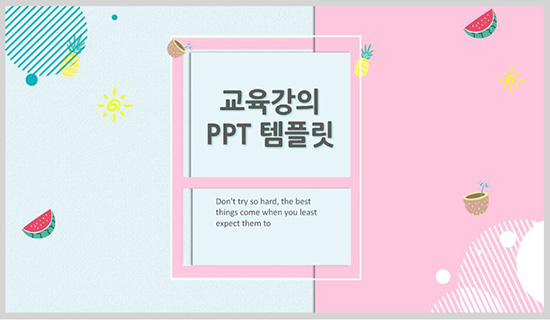 교육강의
PPT 템플릿
Don't try so hard, the best
things come when you least
expect them to